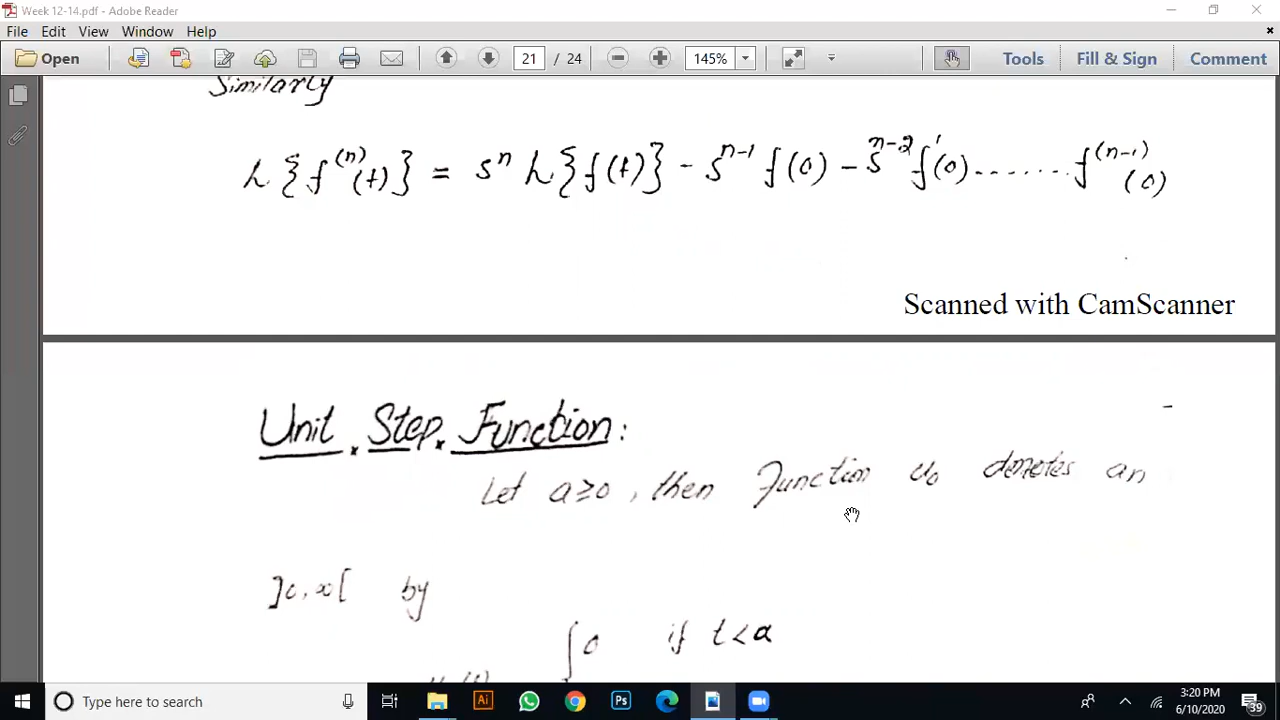 Week 12-14.pdf - Adobe Reader
File Edit View Window Help
Open 21 / 24 145% Tools Fill & Sign Comment
Similarly
L{f^(n)(t)} = s^n L{f(t)} - s^n-1 f(0) - s^n-2 f'(0)........f^(n-1)(0)
Scanned with CamScanner
Unit Step Function:
Let a≥0, then Function u₀ denotes an
]0,∞[ by
0 if t<a
Type here to search
3:20 PM
6/10/2020
39